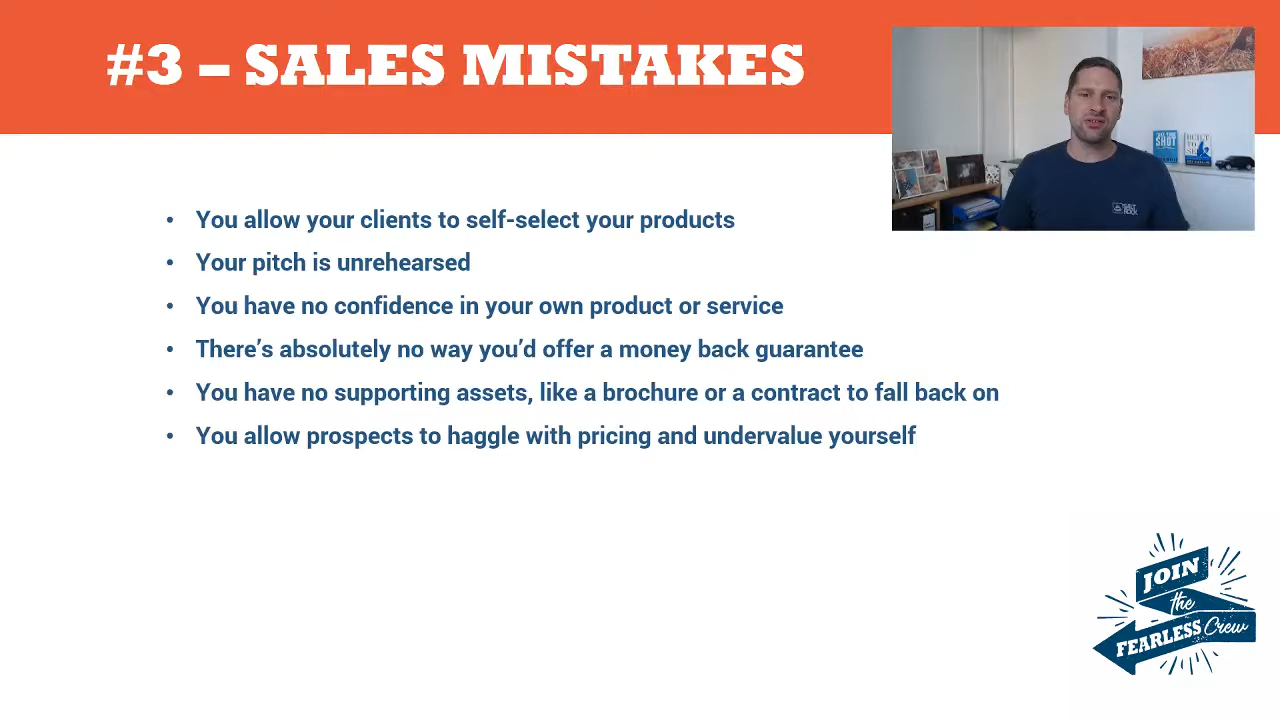 #3 – SALES MISTAKES
• You allow your clients to self-select your products
• Your pitch is unrehearsed
• You have no confidence in your own product or service
• There's absolutely no way you'd offer a money back guarantee
• You have no supporting assets, like a brochure or a contract to fall back on
• You allow prospects to haggle with pricing and undervalue yourself
SHOT
BUILT
TO
JOIN
the
FEARLESS Crew